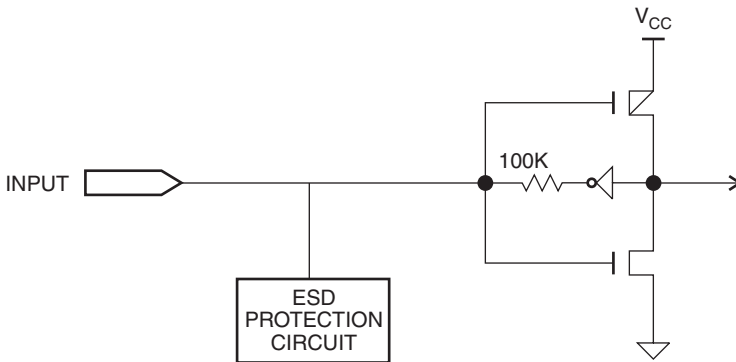 V_CC
100K
INPUT
ESD
PROTECTION
CIRCUIT